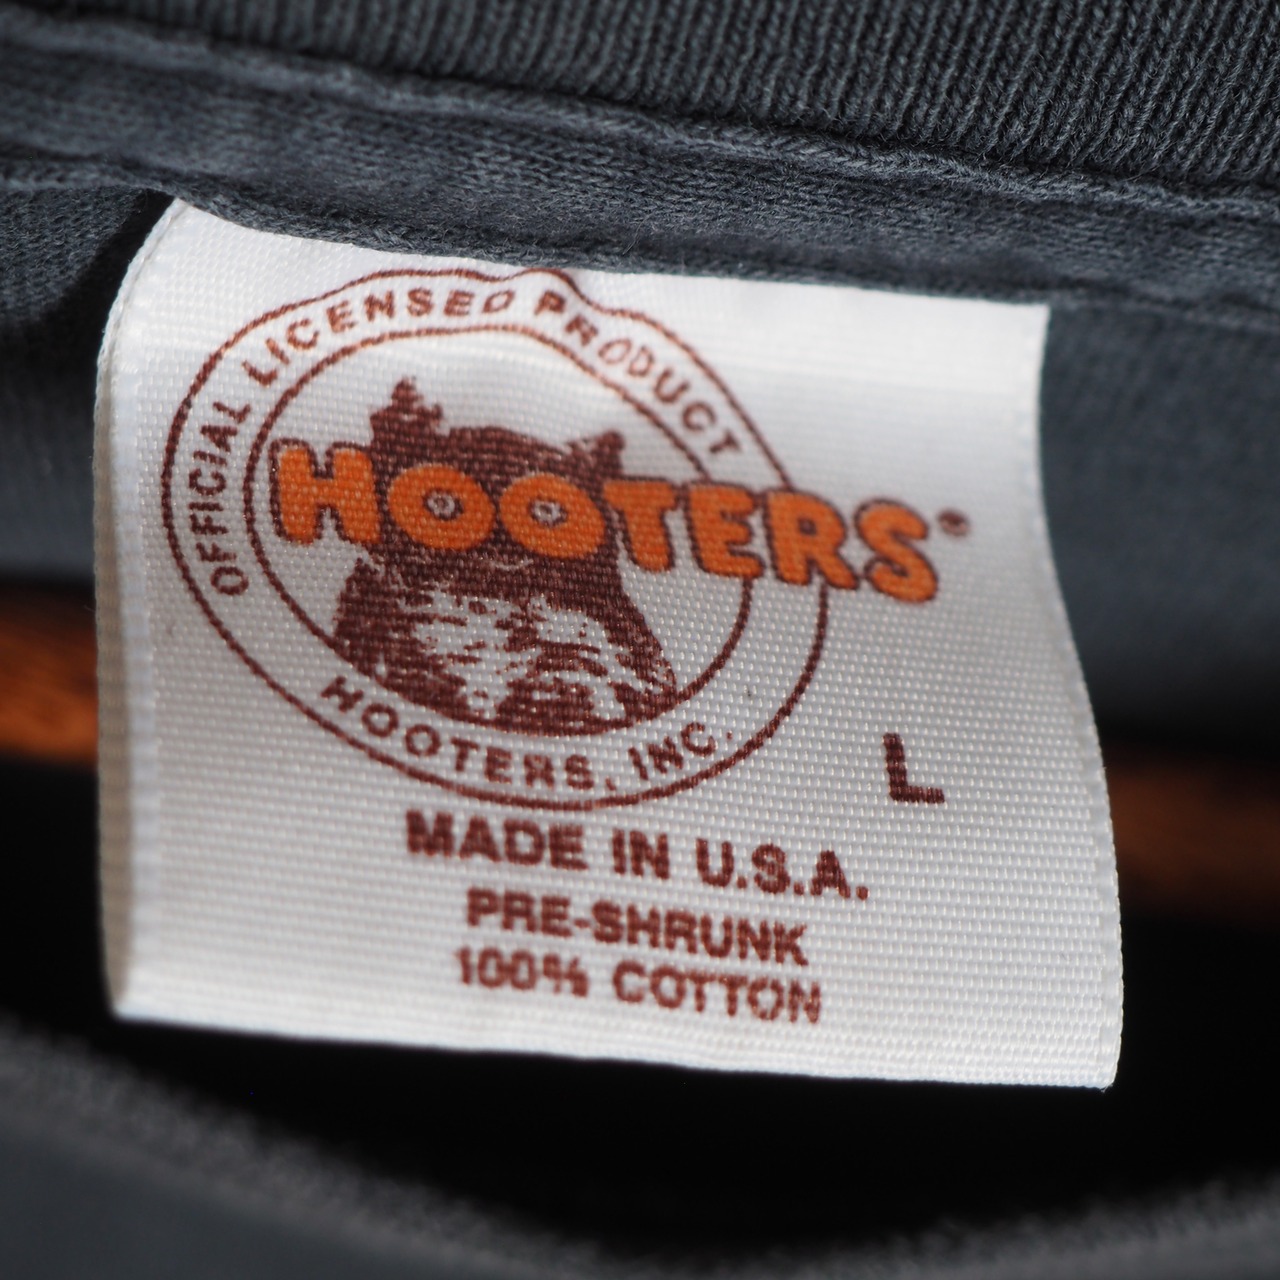 OFFICIAL LICENSED PRODUCT
HOOTERS®
HOOTERS, INC.
L
MADE IN U.S.A.
PRE-SHRUNK
100% COTTON